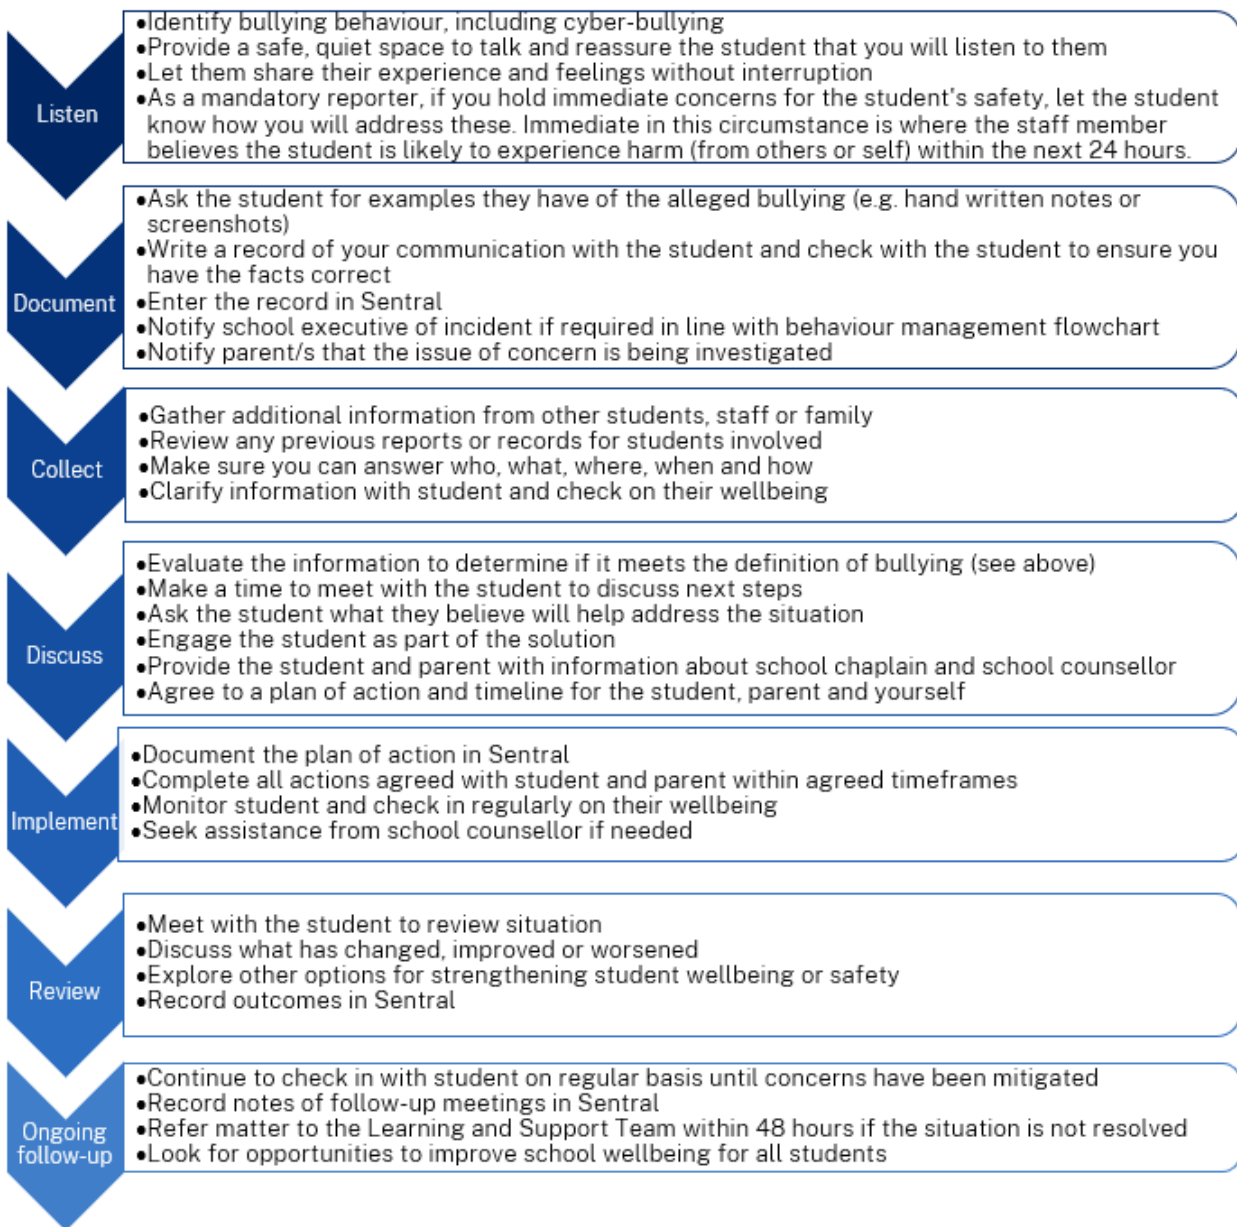 Listen
•Identify bullying behaviour, including cyber-bullying
•Provide a safe, quiet space to talk and reassure the student that you will listen to them
•Let them share their experience and feelings without interruption
•As a mandatory reporter, if you hold immediate concerns for the student's safety, let the student
know how you will address these. Immediate in this circumstance is where the staff member
believes the student is likely to experience harm (from others or self) within the next 24 hours.
Document
•Ask the student for examples they have of the alleged bullying (e.g. hand written notes or
screenshots)
•Write a record of your communication with the student and check with the student to ensure you
have the facts correct
•Enter the record in Sentral
•Notify school executive of incident if required in line with behaviour management flowchart
•Notify parent/s that the issue of concern is being investigated
Collect
•Gather additional information from other students, staff or family
•Review any previous reports or records for students involved
•Make sure you can answer who, what, where, when and how
•Clarify information with student and check on their wellbeing
Discuss
•Evaluate the information to determine if it meets the definition of bullying (see above)
•Make a time to meet with the student to discuss next steps
•Ask the student what they believe will help address the situation
•Engage the student as part of the solution
•Provide the student and parent with information about school chaplain and school counsellor
•Agree to a plan of action and timeline for the student, parent and yourself
Implement
•Document the plan of action in Sentral
•Complete all actions agreed with student and parent within agreed timeframes
•Monitor student and check in regularly on their wellbeing
•Seek assistance from school counsellor if needed
Review
•Meet with the student to review situation
•Discuss what has changed, improved or worsened
•Explore other options for strengthening student wellbeing or safety
•Record outcomes in Sentral
Ongoing
follow-up
•Continue to check in with student on regular basis until concerns have been mitigated
•Record notes of follow-up meetings in Sentral
•Refer matter to the Learning and Support Team within 48 hours if the situation is not resolved
•Look for opportunities to improve school wellbeing for all students